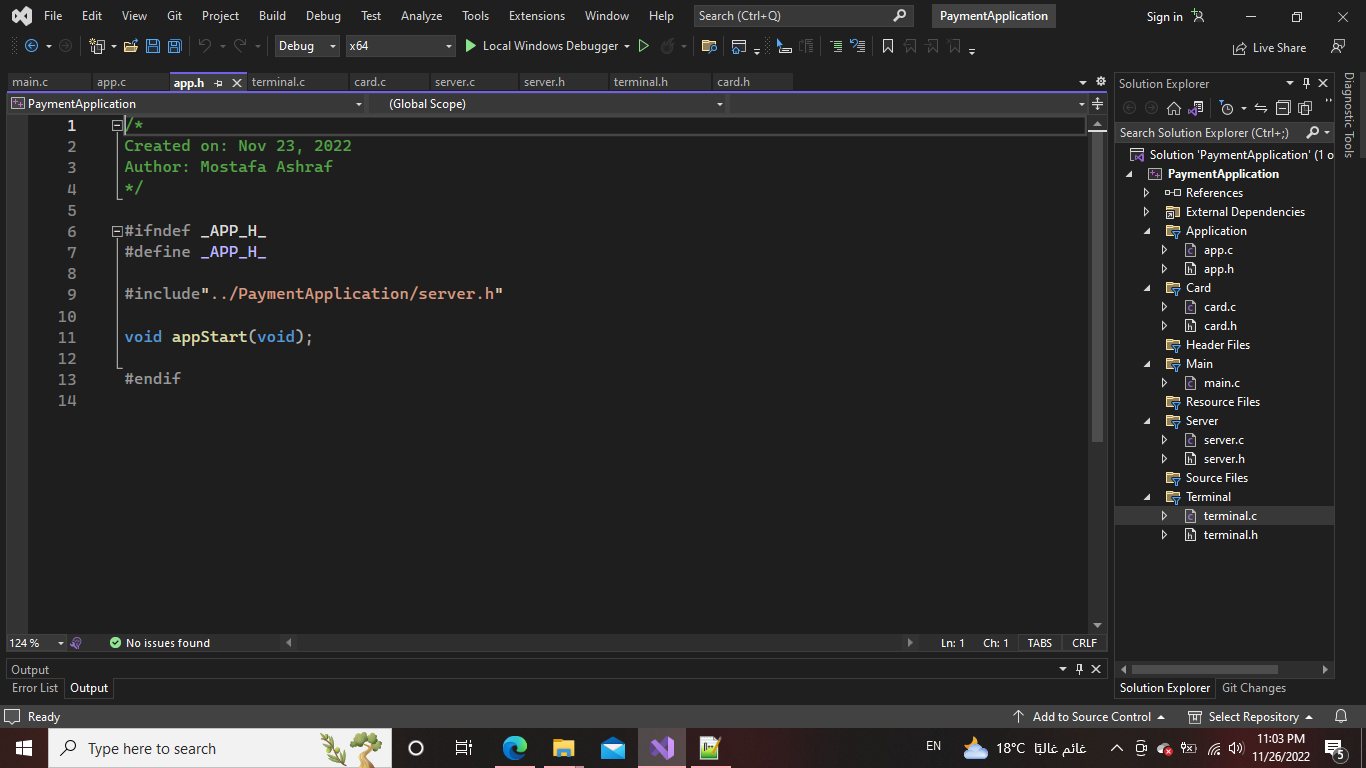 File Edit View Git Project Build Debug Test Analyze Tools Extensions Window Help Search (Ctrl+Q) PaymentApplication Sign in
Debug x64 Local Windows Debugger Live Share
main.c app.c app.h terminal.c card.c server.c server.h terminal.h card.h
PaymentApplication (Global Scope)
1 /*
2 Created on: Nov 23, 2022
3 Author: Mostafa Ashraf
4 */
5
6 #ifndef _APP_H_
7 #define _APP_H_
8
9 #include"../PaymentApplication/server.h"
10
11 void appStart(void);
12
13 #endif
14
124 % No issues found Ln: 1 Ch: 1 TABS CRLF
Output
Error List Output
Solution Explorer
Search Solution Explorer (Ctrl+;)
Solution 'PaymentApplication' (1 o
PaymentApplication
References
External Dependencies
Application
app.c
app.h
Card
card.c
card.h
Header Files
Main
main.c
Resource Files
Server
server.c
server.h
Source Files
Terminal
terminal.c
terminal.h
Solution Explorer Git Changes
Diagnostic Tools
Ready Add to Source Control Select Repository
Type here to search EN 18°C غائم غالبًا 11:03 PM
11/26/2022 5